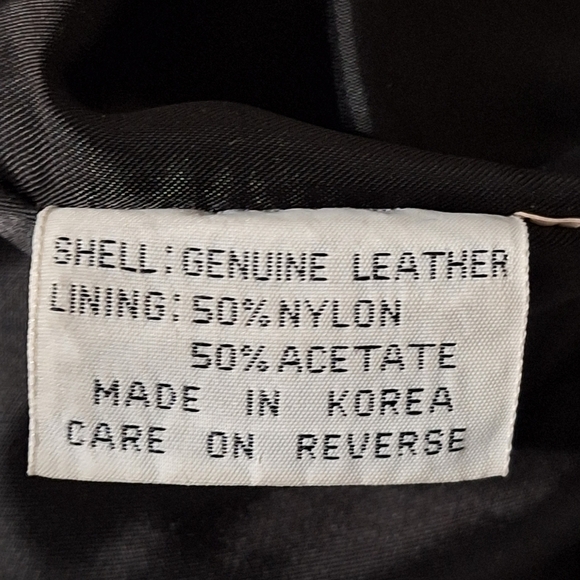 SHELL: GENUINE LEATHER
LINING: 50% NYLON
50% ACETATE
MADE IN KOREA
CARE ON REVERSE